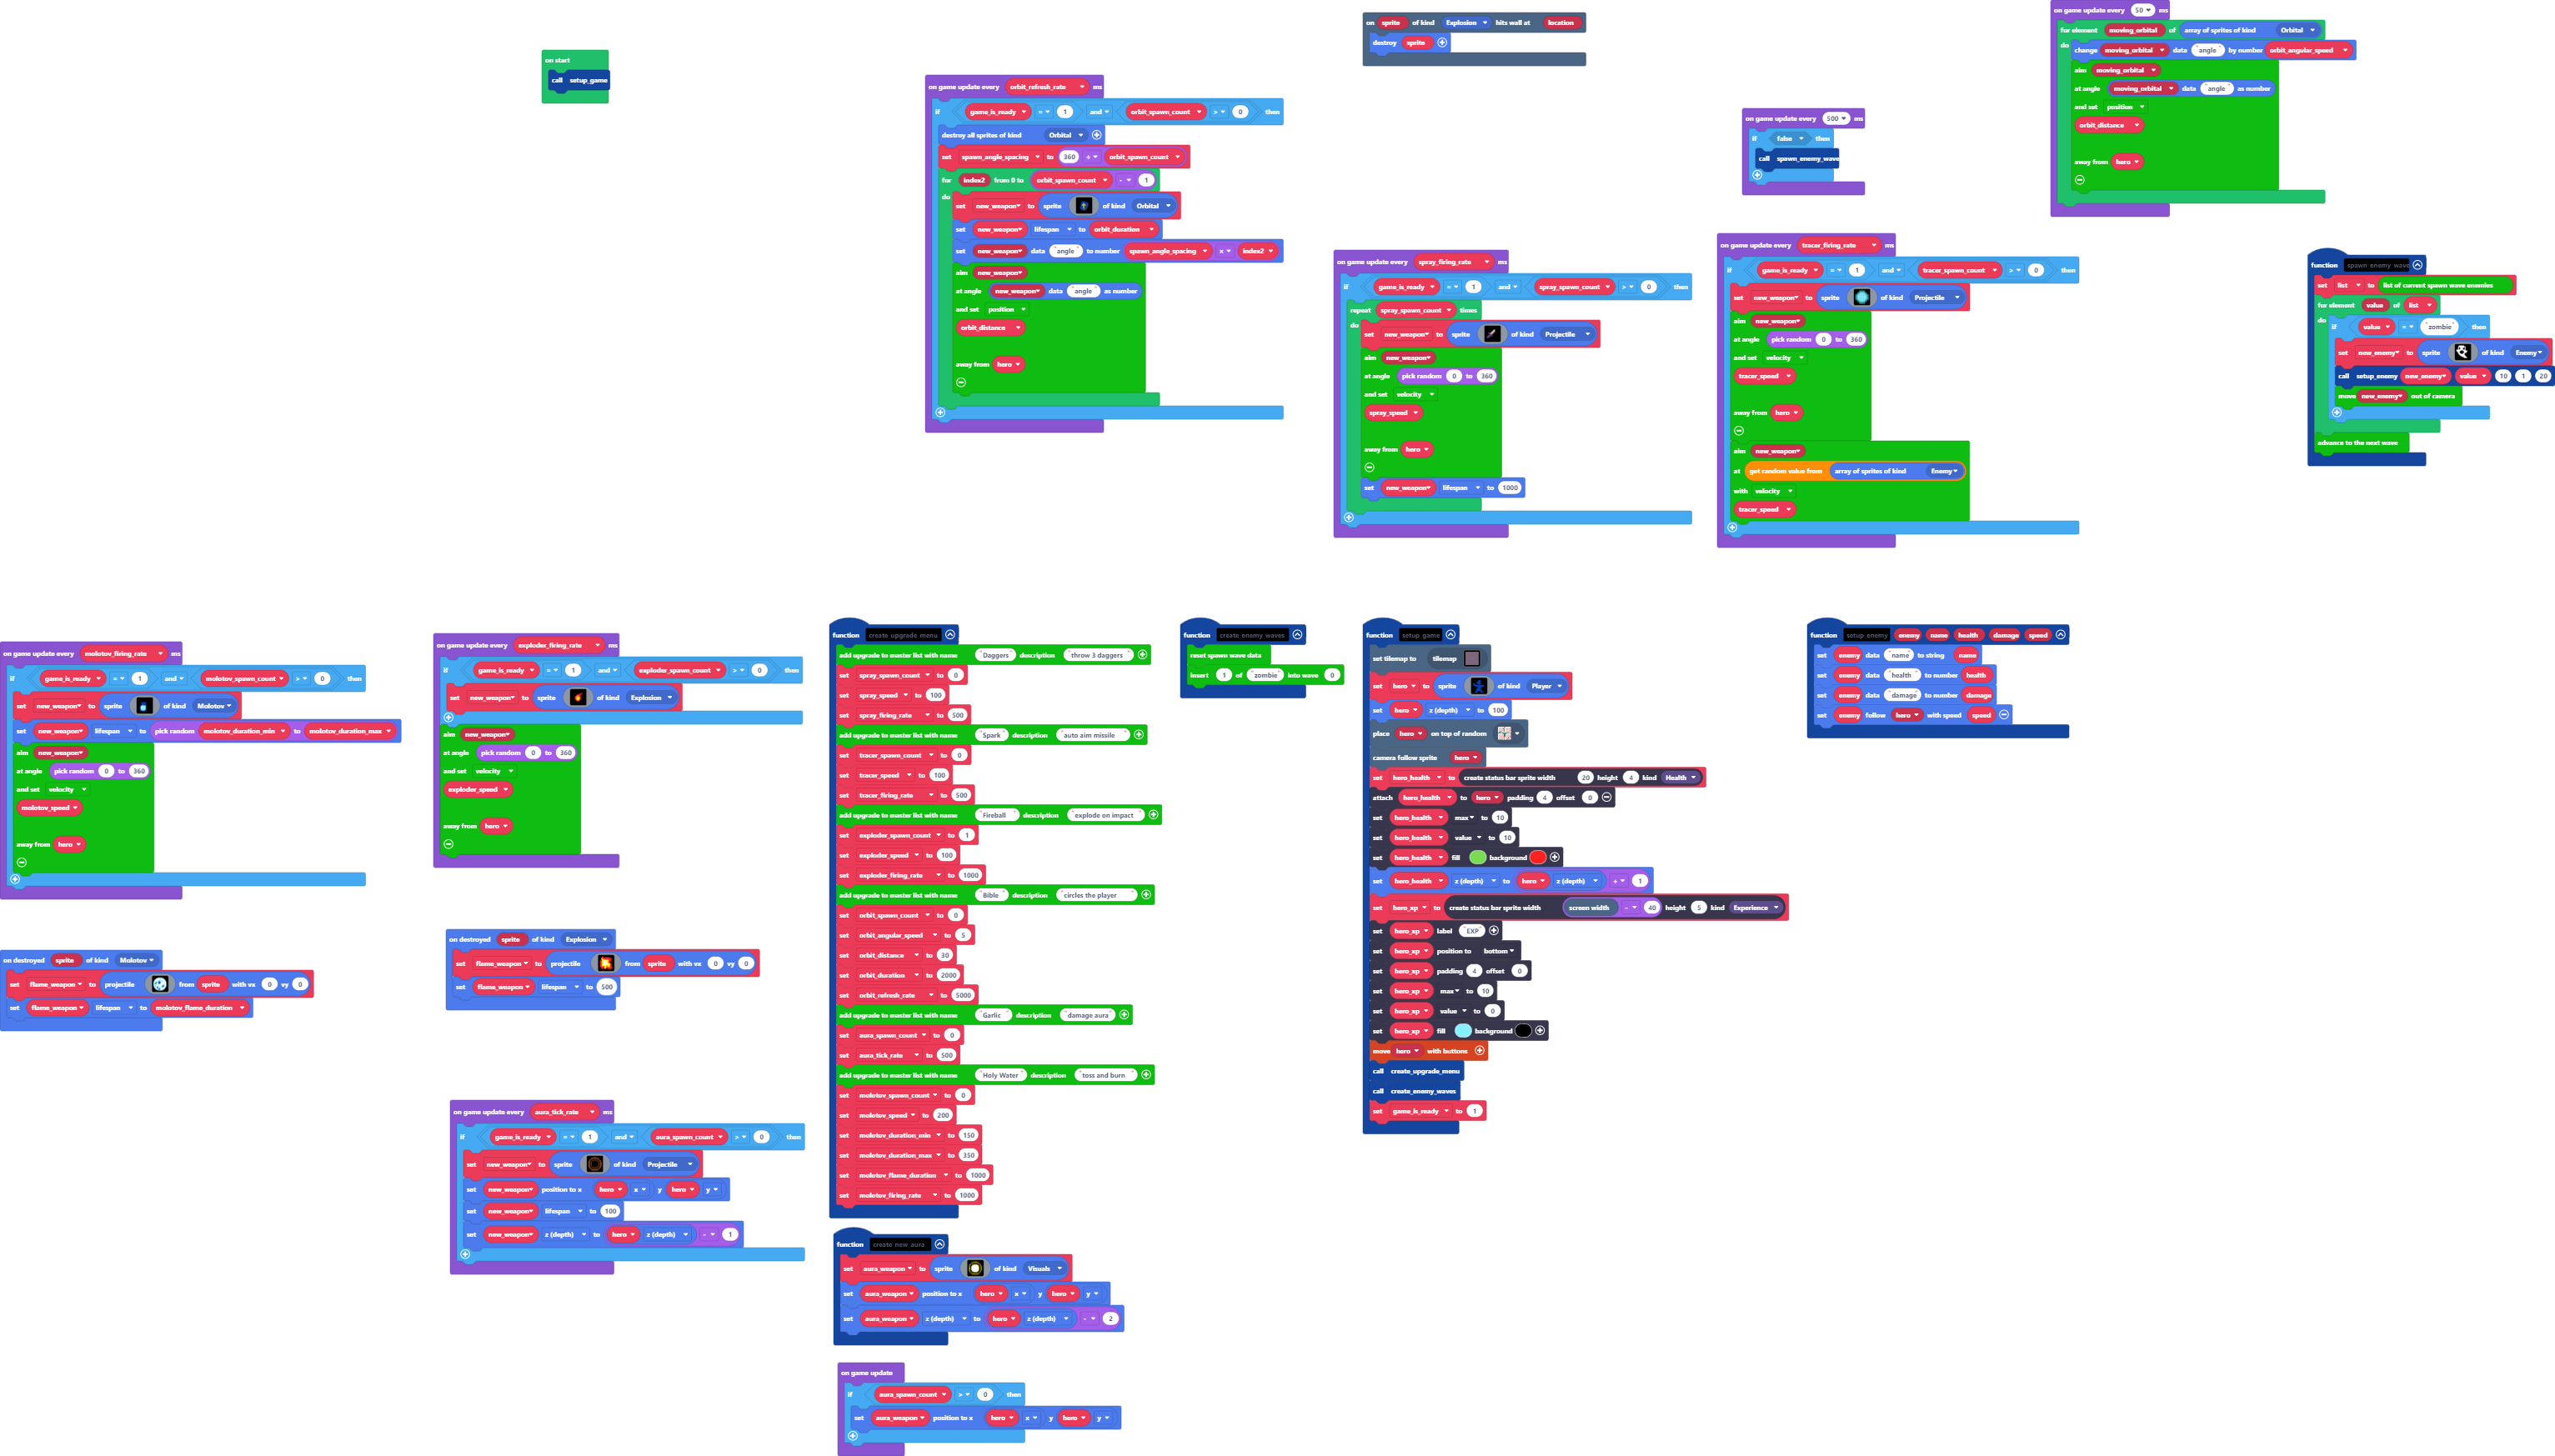 on start
call setup_game
on game update every orbit_refresh_rate ms
if game_is_ready = 1 and orbit_spawn_count > 0 then
destroy all sprites of kind Orbital
set spawn_angle_spacing to 360 ÷ orbit_spawn_count
for index2 from 0 to orbit_spawn_count - 1
do
set new_weapon to sprite of kind Orbital
set new_weapon lifespan to orbit_duration
set new_weapon data "angle" to number spawn_angle_spacing x index2
aim new_weapon
at angle new_weapon data "angle" as number
and set position
orbit_distance
away from hero
on sprite of kind Explosion hits wall at location
destroy sprite
on game update every spray_firing_rate ms
if game_is_ready = 1 and spray_spawn_count > 0 then
repeat spray_spawn_count times
do
set new_weapon to sprite of kind Projectile
aim new_weapon
at angle pick random 0 to 360
and set velocity
spray_speed
away from hero
set new_weapon lifespan to 1000
on game update every 500 ms
if false then
call spawn_enemy_wave
on game update every tracer_firing_rate ms
if game_is_ready = 1 and tracer_spawn_count > 0 then
set new_weapon to sprite of kind Projectile
aim new_weapon
at angle pick random 0 to 360
and set velocity
tracer_speed
away from hero
aim new_weapon
at get random value from array of sprites of kind Enemy
with velocity
tracer_speed
on game update every 50 ms
for element moving_orbital of array of sprites of kind Orbital
do
change moving_orbital data "angle" by number orbit_angular_speed
aim moving_orbital
at angle moving_orbital data "angle" as number
and set position
orbit_distance
away from hero
function spawn enemy wave
set list to list of current spawn wave enemies
for element value of list
do
if value = "zombie" then
set new_enemy to sprite of kind Enemy
call setup_enemy new_enemy value 10 1 20
move new_enemy out of camera
advance to the next wave
on game update every molotov_firing_rate ms
if game_is_ready = 1 and molotov_spawn_count > 0 then
set new_weapon to sprite of kind Molotov
set new_weapon lifespan to pick random molotov_duration_min to molotov_duration_max
aim new_weapon
at angle pick random 0 to 360
and set velocity
molotov_speed
away from hero
on destroyed sprite of kind Molotov
set flame_weapon to projectile from sprite with vx 0 vy 0
set flame_weapon lifespan to molotov_flame_duration
on game update every exploder_firing_rate ms
if game_is_ready = 1 and exploder_spawn_count > 0 then
set new_weapon to sprite of kind Explosion
aim new_weapon
at angle pick random 0 to 360
and set velocity
exploder_speed
away from hero
on destroyed sprite of kind Explosion
set flame_weapon to projectile from sprite with vx 0 vy 0
set flame_weapon lifespan to 500
on game update every aura_tick_rate ms
if game_is_ready = 1 and aura_spawn_count > 0 then
set new_weapon to sprite of kind Projectile
set new_weapon position to x hero x y hero y
set new_weapon lifespan to 100
set new_weapon z (depth) to hero z (depth) - 1
function create upgrade menu
add upgrade to master list with name "Daggers" description "throw 3 daggers"
set spray_spawn_count to 0
set spray_speed to 100
set spray_firing_rate to 500
add upgrade to master list with name "Spark" description "auto aim missile"
set tracer_spawn_count to 0
set tracer_speed to 100
set tracer_firing_rate to 500
add upgrade to master list with name "Fireball" description "explode on impact"
set exploder_spawn_count to 1
set exploder_speed to 100
set exploder_firing_rate to 1000
add upgrade to master list with name "Bible" description "circles the player"
set orbit_spawn_count to 0
set orbit_angular_speed to 5
set orbit_distance to 30
set orbit_duration to 2000
set orbit_refresh_rate to 5000
add upgrade to master list with name "Garlic" description "damage aura"
set aura_spawn_count to 0
set aura_tick_rate to 500
add upgrade to master list with name "Holy Water" description "toss and burn"
set molotov_spawn_count to 0
set molotov_speed to 200
set molotov_duration_min to 150
set molotov_duration_max to 350
set molotov_flame_duration to 1000
set molotov_firing_rate to 1000
function create new aura
set aura_weapon to sprite of kind Visuals
set aura_weapon position to x hero x y hero y
set aura_weapon z (depth) to hero z (depth) - 2
on game update
if aura_spawn_count > 0 then
set aura_weapon position to x hero x y hero y
function create enemy waves
reset spawn wave data
insert 1 of "zombie" into wave 0
function setup game
set tilemap to tilemap
set hero to sprite of kind Player
set hero z (depth) to 100
place hero on top of random
camera follow sprite hero
set hero_health to create status bar sprite width 20 height 4 kind Health
attach hero_health to hero padding 4 offset 0
set hero_health max to 10
set hero_health value to 10
set hero_health fill background
set hero_health z (depth) to hero z (depth) + 1
set hero_xp to create status bar sprite width screen width - 40 height 5 kind Experience
set hero_xp label "EXP"
set hero_xp position to bottom
set hero_xp padding 4 offset 0
set hero_xp max to 10
set hero_xp value to 0
set hero_xp fill background
move hero with buttons
call create_upgrade_menu
call create_enemy_waves
set game_is_ready to 1
function setup enemy enemy name health damage speed
set enemy data "name" to string name
set enemy data "health" to number health
set enemy data "damage" to number damage
set enemy follow hero with speed speed